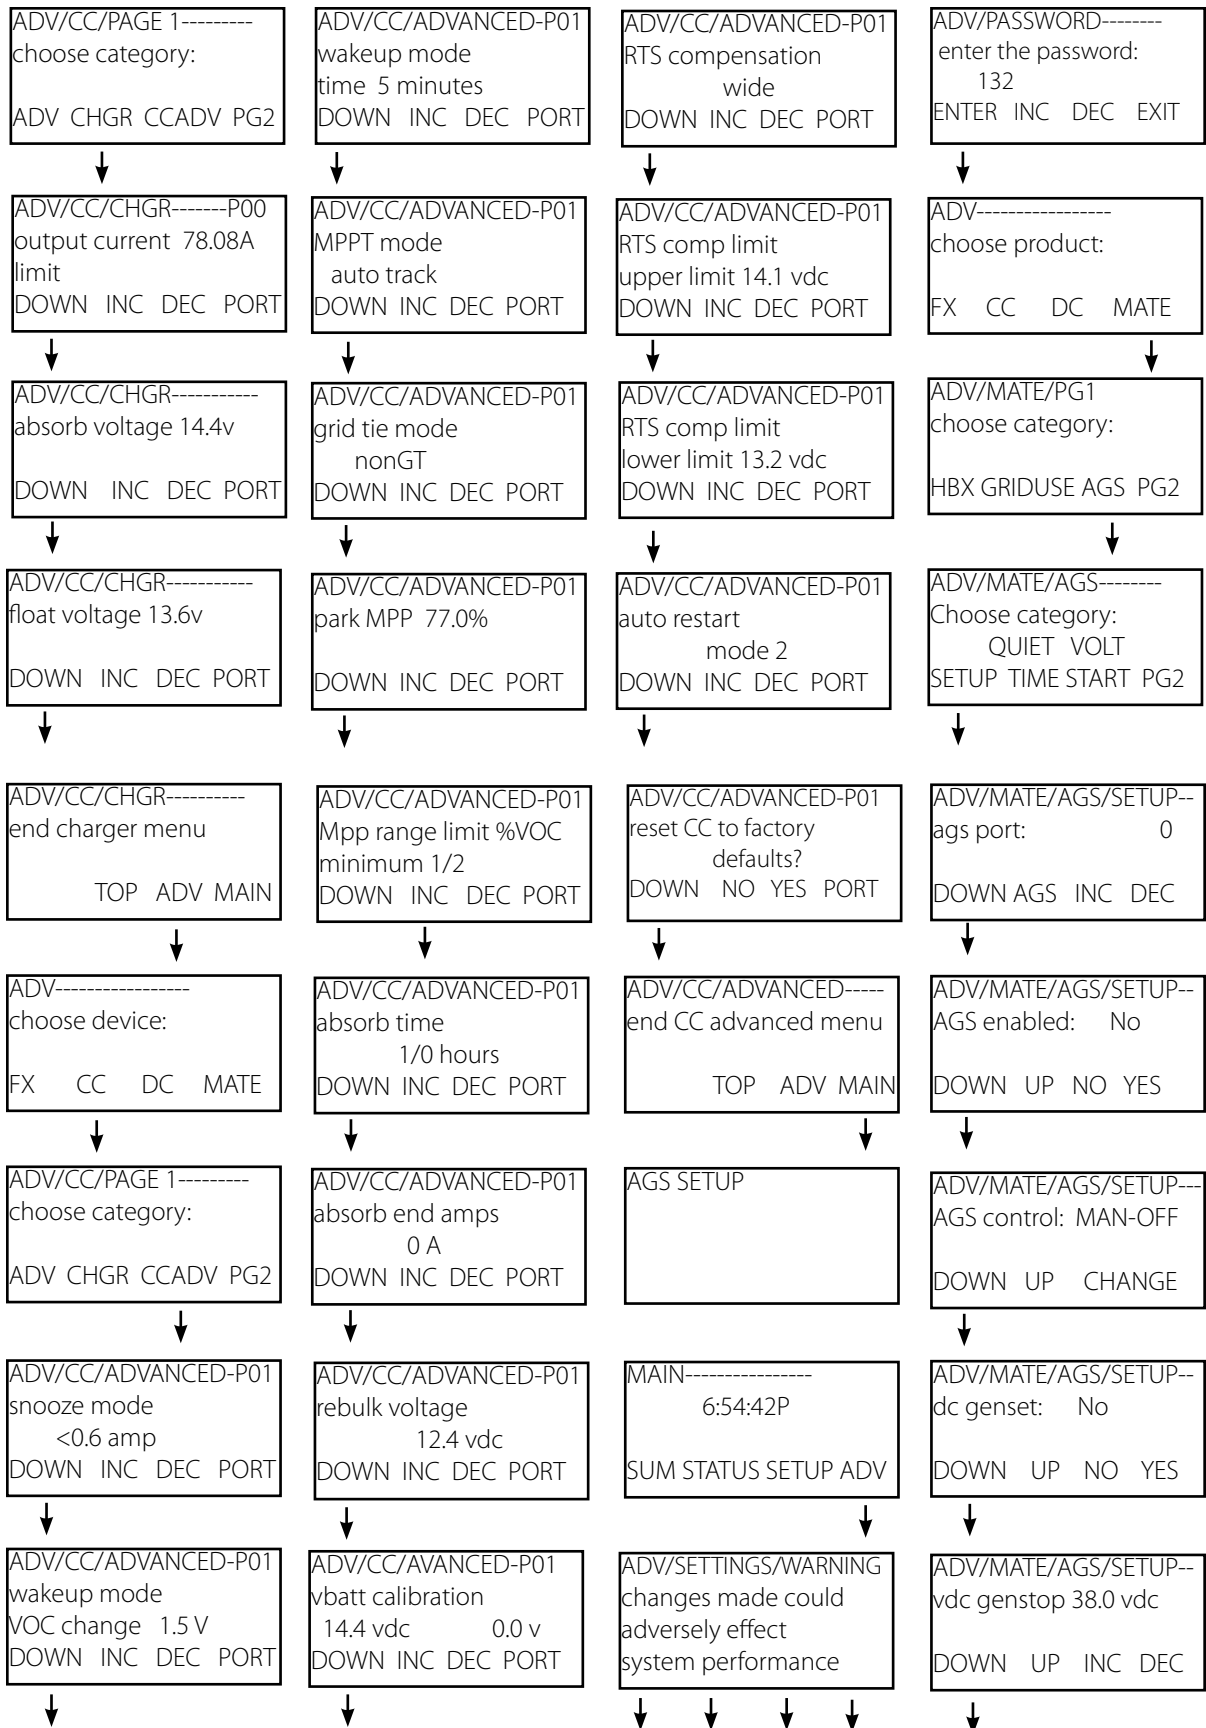 ADV/CC/PAGE 1---------
choose category:
ADV CHGR CCADV PG2
ADV/CC/CHGR-------P00
output current 78.08A
limit
DOWN INC DEC PORT
ADV/CC/CHGR-----------
absorb voltage 14.4v
DOWN INC DEC PORT
ADV/CC/CHGR-----------
float voltage 13.6v
DOWN INC DEC PORT
ADV/CC/CHGR----------
end charger menu
TOP ADV MAIN
ADV-----------------
choose device:
FX CC DC MATE
ADV/CC/PAGE 1---------
choose category:
ADV CHGR CCADV PG2
ADV/CC/ADVANCED-P01
snooze mode
<0.6 amp
DOWN INC DEC PORT
ADV/CC/ADVANCED-P01
wakeup mode
VOC change 1.5 V
DOWN INC DEC PORT
ADV/CC/ADVANCED-P01
wakeup mode
time 5 minutes
DOWN INC DEC PORT
ADV/CC/ADVANCED-P01
MPPT mode
auto track
DOWN INC DEC PORT
ADV/CC/ADVANCED-P01
grid tie mode
nonGT
DOWN INC DEC PORT
ADV/CC/ADVANCED-P01
park MPP 77.0%
DOWN INC DEC PORT
ADV/CC/ADVANCED-P01
Mpp range limit %VOC
minimum 1/2
DOWN INC DEC PORT
ADV/CC/ADVANCED-P01
absorb time
1/0 hours
DOWN INC DEC PORT
ADV/CC/ADVANCED-P01
absorb end amps
0 A
DOWN INC DEC PORT
ADV/CC/ADVANCED-P01
rebulk voltage
12.4 vdc
DOWN INC DEC PORT
ADV/CC/AVANCED-P01
vbatt calibration
14.4 vdc 0.0 v
DOWN INC DEC PORT
ADV/CC/ADVANCED-P01
RTS compensation
wide
DOWN INC DEC PORT
ADV/CC/ADVANCED-P01
RTS comp limit
upper limit 14.1 vdc
DOWN INC DEC PORT
ADV/CC/ADVANCED-P01
RTS comp limit
lower limit 13.2 vdc
DOWN INC DEC PORT
ADV/CC/ADVANCED-P01
auto restart
mode 2
DOWN INC DEC PORT
ADV/CC/ADVANCED-P01
reset CC to factory
defaults?
DOWN NO YES PORT
ADV/CC/ADVANCED-----
end CC advanced menu
TOP ADV MAIN
AGS SETUP
MAIN----------------
6:54:42P
SUM STATUS SETUP ADV
ADV/SETTINGS/WARNING
changes made could
adversely effect
system performance
ADV/PASSWORD--------
enter the password:
132
ENTER INC DEC EXIT
ADV-----------------
choose product:
FX CC DC MATE
ADV/MATE/PG1
choose category:
HBX GRIDUSE AGS PG2
ADV/MATE/AGS--------
Choose category:
QUIET VOLT
SETUP TIME START PG2
ADV/MATE/AGS/SETUP--
ags port: 0
DOWN AGS INC DEC
ADV/MATE/AGS/SETUP--
AGS enabled: No
DOWN UP NO YES
ADV/MATE/AGS/SETUP---
AGS control: MAN-OFF
DOWN UP CHANGE
ADV/MATE/AGS/SETUP--
dc genset: No
DOWN UP NO YES
ADV/MATE/AGS/SETUP--
vdc genstop 38.0 vdc
DOWN UP INC DEC